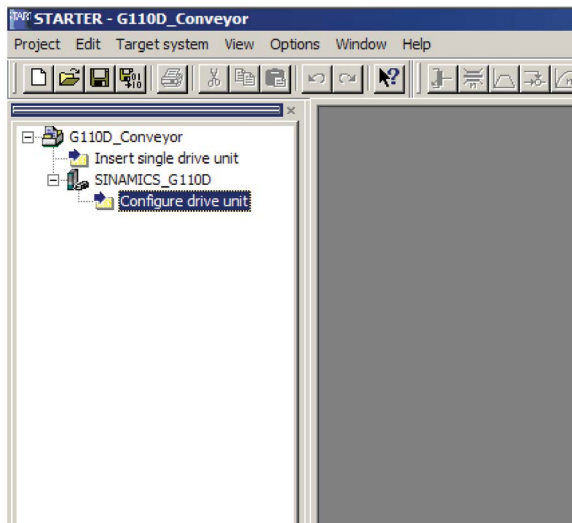 STARTER - G110D_Conveyor
Project Edit Target system View Options Window Help
G110D_Conveyor
Insert single drive unit
SINAMICS_G110D
Configure drive unit